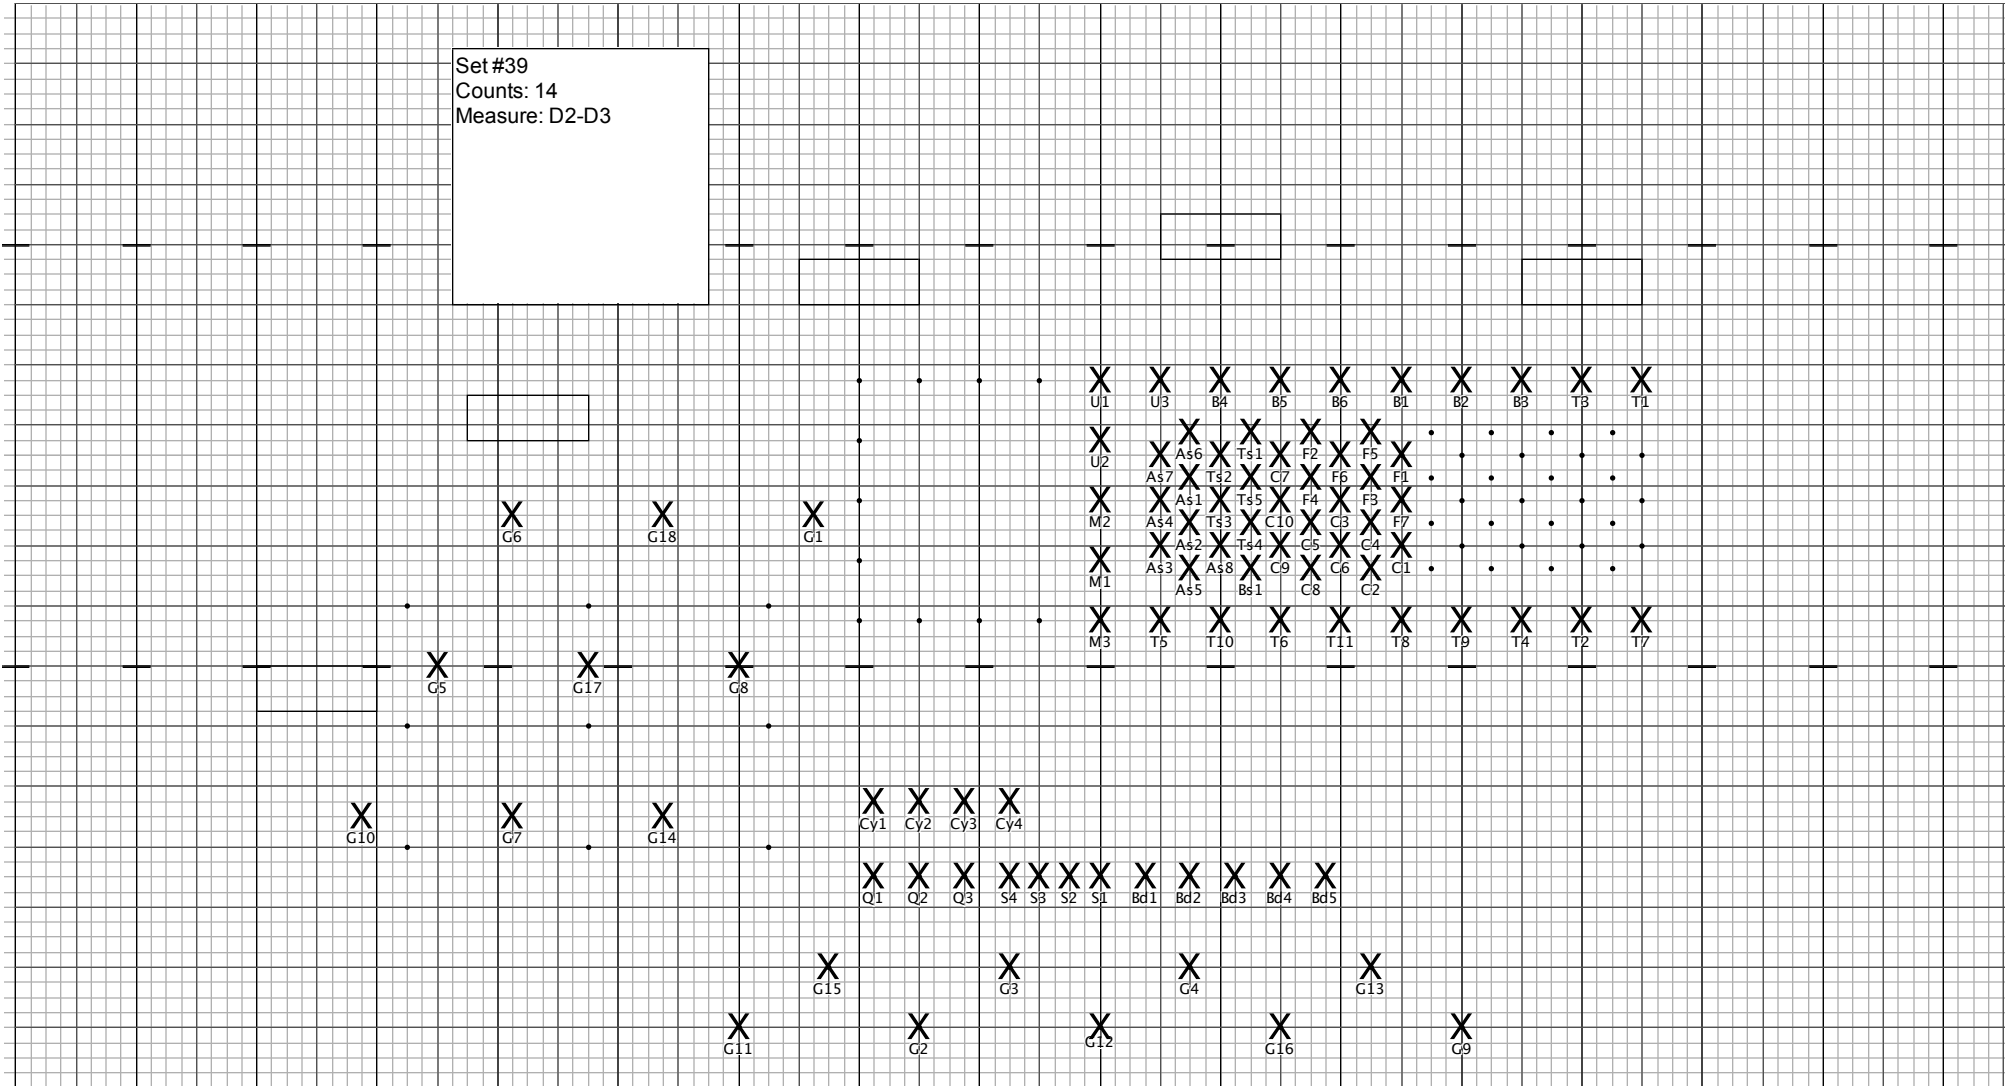 Set #39
Counts: 14
Measure: D2-D3
U1 U3 B4 B5 B6 B1 B2 B3 T3 T1
U2 As6 Ts1 F2 F5
As7 Ts2 C7 F6 F1
M2 As1 Ts5 F4 F3
As4 Ts3 C10 C3 F7
G6 G18 G1
As2 Ts4 C5 C4
M1 As3 As8 C9 C6 C1
As5 Bs1 C8 C2
M3 T5 T10 T6 T11 T8 T9 T4 T2 T7
G5 G17 G8
Cy1 Cy2 Cy3 Cy4
G10 G7 G14
Q1 Q2 Q3 S4 S3 S2 S1 Bd1 Bd2 Bd3 Bd4 Bd5
G15 G3 G4 G13
G11 G2 G12 G16 G9